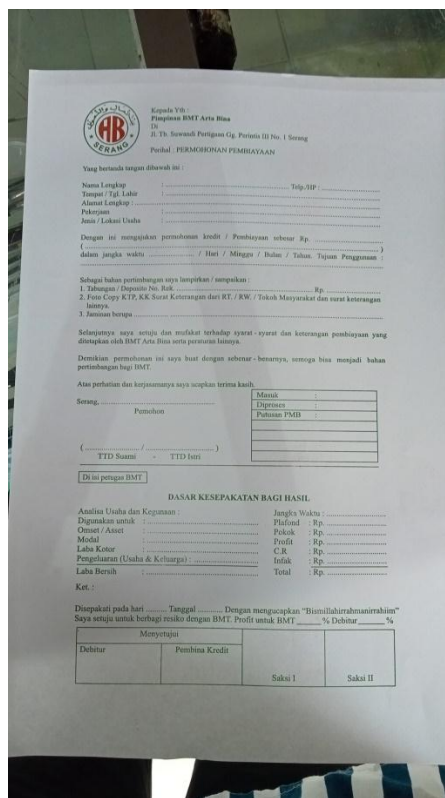 HB
SERANG
Kepada Yth :
Pimpinan BMT Arta Bina
Di
Jl. Tb. Suwandi Pertigaan Gg. Perintis III No. 1 Serang
Perihal : PERMOHONAN PEMBIAYAAN
Yang bertanda tangan dibawah ini :
Nama Lengkap : .................... Telp./HP : ....................
Tempat / Tgl. Lahir : ....................
Alamat Lengkap : ....................
Pekerjaan : ....................
Jenis / Lokasi Usaha : ....................
Dengan ini mengajukan permohonan kredit / Pembiayaan sebesar Rp. ....................
( .................... )
dalam jangka waktu .................... / Hari / Minggu / Bulan / Tahun. Tujuan Penggunaan :
....................
Sebagai bahan pertimbangan saya lampirkan / sampaikan :
1. Tabungan / Deposito No. Rek. .................... Rp. ....................
2. Foto Copy KTP, KK Surat Keterangan dari RT. / RW. / Tokoh Masyarakat dan surat keterangan
lainnya.
3. Jaminan berupa ....................
Selanjutnya saya setuju dan mufakat terhadap syarat - syarat dan keterangan pembiayaan yang
ditetapkan oleh BMT Arta Bina serta peraturan lainnya.
Demikian permohonan ini saya buat dengan sebenar - benarnya, semoga bisa menjadi bahan
pertimbangan bagi BMT.
Atas perhatian dan kerjasamanya saya ucapkan terima kasih.
Serang, ....................
Pemohon
Masuk :
Diproses :
Putusan PMB :
(..................../....................)
TTD Suami - TTD Istri
Di isi petugas BMT
DASAR KESEPAKATAN BAGI HASIL
Analisa Usaha dan Kegunaan :
Digunakan untuk : ....................
Omset / Asset : ....................
Modal : ....................
Laba Kotor : ....................
Pengeluaran (Usaha & Keluarga) : ....................
Laba Bersih : ....................
Jangka Waktu : ....................
Plafond : Rp. ....................
Pokok : Rp. ....................
Profit : Rp. ....................
C.R : Rp. ....................
Infak : Rp. ....................
Total : Rp. ....................
Ket. :
Disepakati pada hari .......... Tanggal ............ Dengan mengucapkan "Bismillahirrahmanirrahiim"
Saya setuju untuk berbagi resiko dengan BMT. Profit untuk BMT ______ % Debitur ______ %
Menyetujui
Debitur
Pembina Kredit
Saksi I
Saksi II